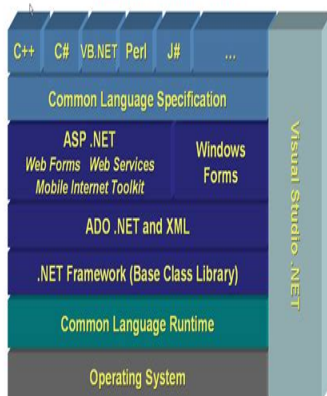 C++ C# VB.NET Perl J# ...
Common Language Specification
ASP .NET
Web Forms Web Services
Mobile Internet Toolkit
Windows
Forms
ADO .NET and XML
.NET Framework (Base Class Library)
Common Language Runtime
Operating System
Visual Studio .NET